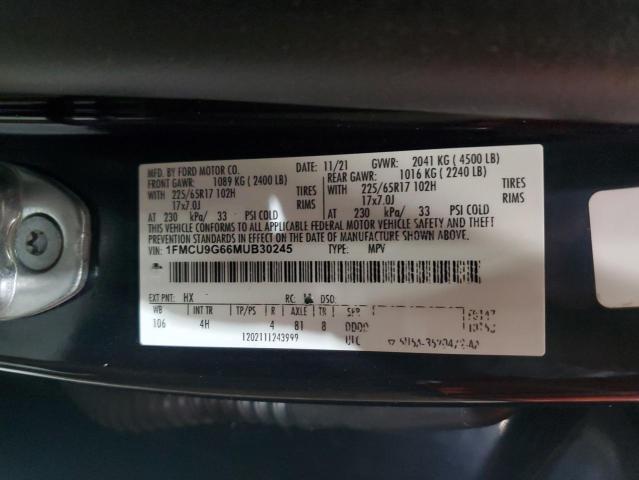 MFD. BY FORD MOTOR CO. 11/21 GVWR: 2041 KG ( 4500 LB)
FRONT GAWR: 1089 KG ( 2400 LB) REAR GAWR: 1016 KG ( 2240 LB)
WITH 225/65R17 102H TIRES WITH 225/65R17 102H TIRES
17x7.0J RIMS 17x7.0J RIMS
AT 230 kPa/ 33 PSI COLD AT 230 kPa/ 33 PSI COLD
THIS VEHICLE CONFORMS TO ALL APPLICABLE FEDERAL MOTOR VEHICLE SAFETY AND THEFT
PREVENTION STANDARDS IN EFFECT ON THE DATE OF MANUFACTURE SHOWN ABOVE.
VIN: 1FMCU9G66MUB30245 TYPE: MPV
EXT PNT: HX RC: DSO:
WB INT TR TP/PS R AXLE TR SPR
106 4H 4 81 8
1202111243999 UTC